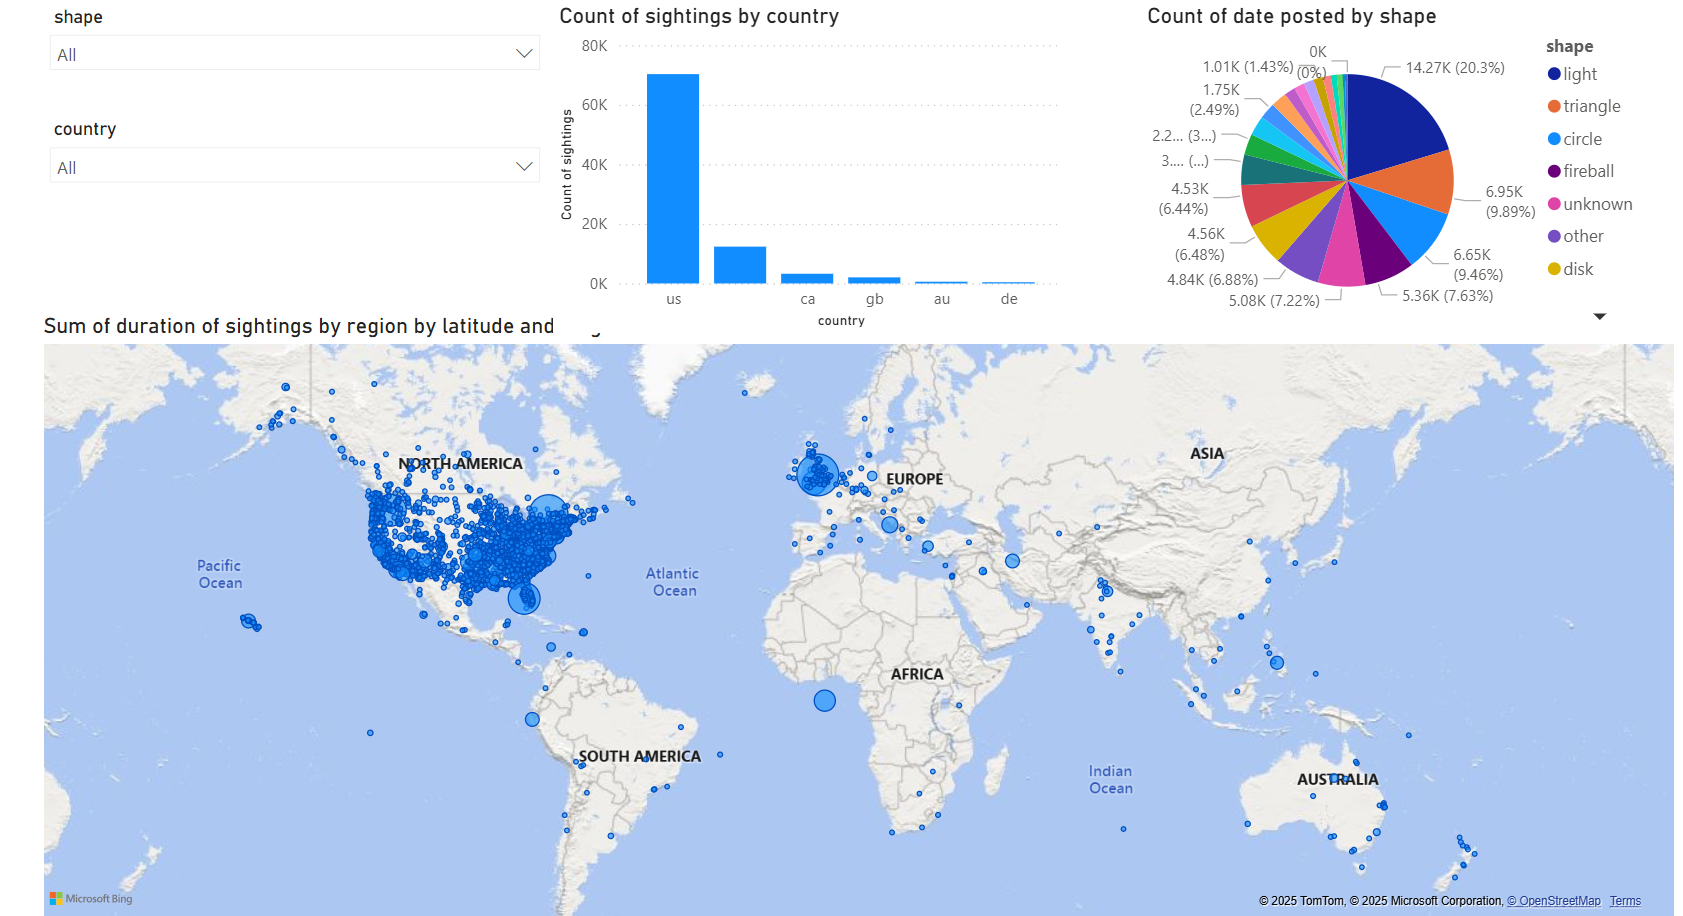 shape
All
country
All
Count of sightings by country
80K
60K
40K
20K
0K
Count of sightings
us
ca
gb
au
de
country
Count of date posted by shape
0K
(0%)
1.01K (1.43%)
1.75K
(2.49%)
2.2... (3...)
3.... (...)
4.53K
(6.44%)
4.56K
(6.48%)
4.84K (6.88%)
5.08K (7.22%)
5.36K (7.63%)
6.65K
(9.46%)
6.95K
(9.89%)
14.27K (20.3%)
shape
light
triangle
circle
fireball
unknown
other
disk
Sum of duration of sightings by region by latitude and
NORTH AMERICA
EUROPE
ASIA
Pacific
Ocean
Atlantic
Ocean
AFRICA
SOUTH AMERICA
Indian
Ocean
AUSTRALIA
Microsoft Bing
© 2025 TomTom, © 2025 Microsoft Corporation, © OpenStreetMap Terms